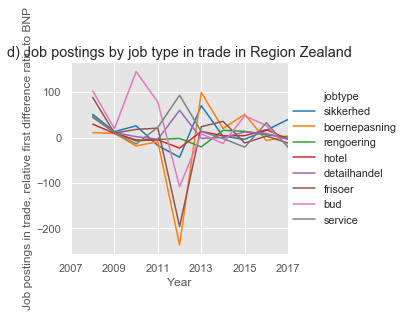 d) Job postings by job type in trade in Region Zealand
Job postings in trade, relative first difference ratio to BNP
100
0
−100
−200
2007
2009
2011
2013
2015
2017
Year
jobtype
sikkerhed
boernepasning
rengoering
hotel
detailhandel
frisoer
bud
service